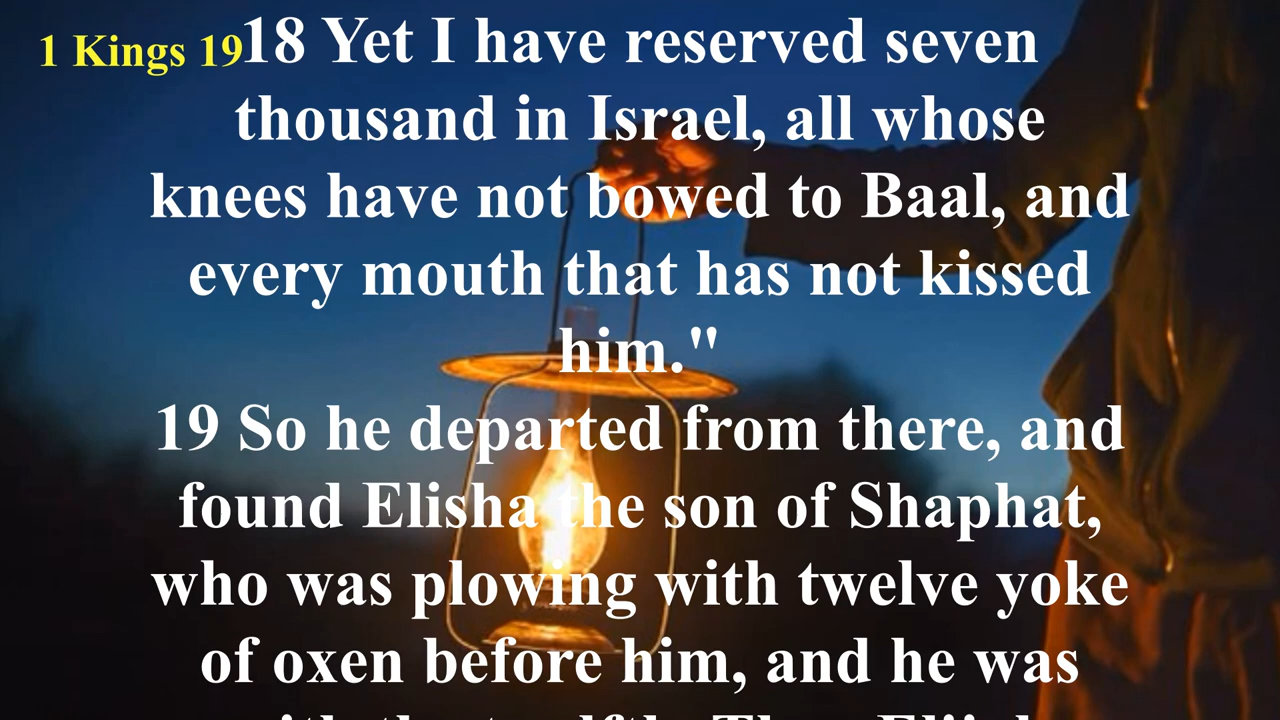 1 Kings 19
18 Yet I have reserved seven
thousand in Israel, all whose
knees have not bowed to Baal, and
every mouth that has not kissed
him."
19 So he departed from there, and
found Elisha the son of Shaphat,
who was plowing with twelve yoke
of oxen before him, and he was